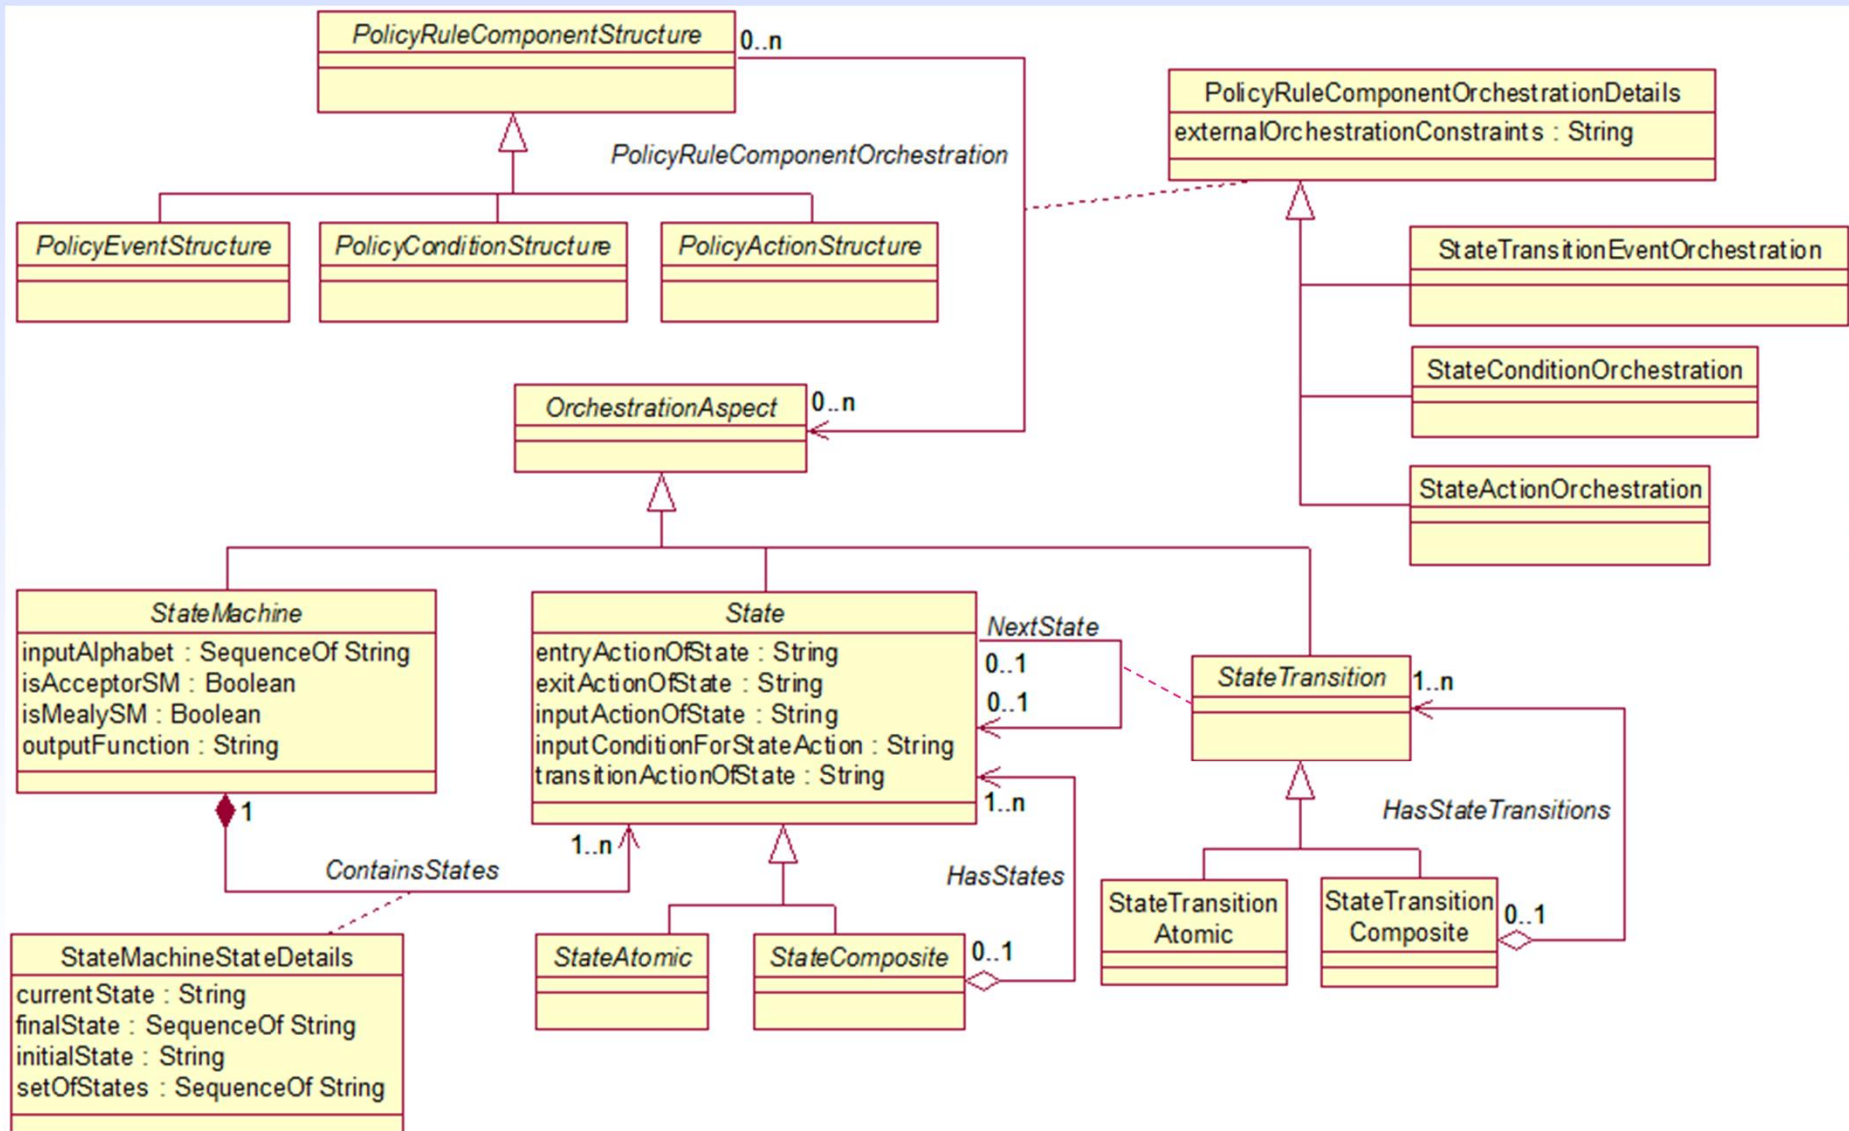 PolicyRuleComponentStructure
0..n
PolicyRuleComponentOrchestrationDetails
externalOrchestrationConstraints : String
PolicyRuleComponentOrchestration
PolicyEventStructure
PolicyConditionStructure
PolicyActionStructure
StateTransitionEventOrchestration
StateConditionOrchestration
OrchestrationAspect
0..n
StateActionOrchestration
StateMachine
inputAlphabet : SequenceOf String
isAcceptorSM : Boolean
isMealySM : Boolean
outputFunction : String
1
State
entryActionOfState : String
exitActionOfState : String
inputActionOfState : String
inputConditionForStateAction : String
transitionActionOfState : String
NextState
0..1
0..1
1..n
StateTransition
1..n
HasStateTransitions
ContainsStates
1..n
HasStates
StateTransition
Atomic
StateTransition
Composite
0..1
StateAtomic
StateComposite
0..1
StateMachineStateDetails
currentState : String
finalState : SequenceOf String
initialState : String
setOfStates : SequenceOf String